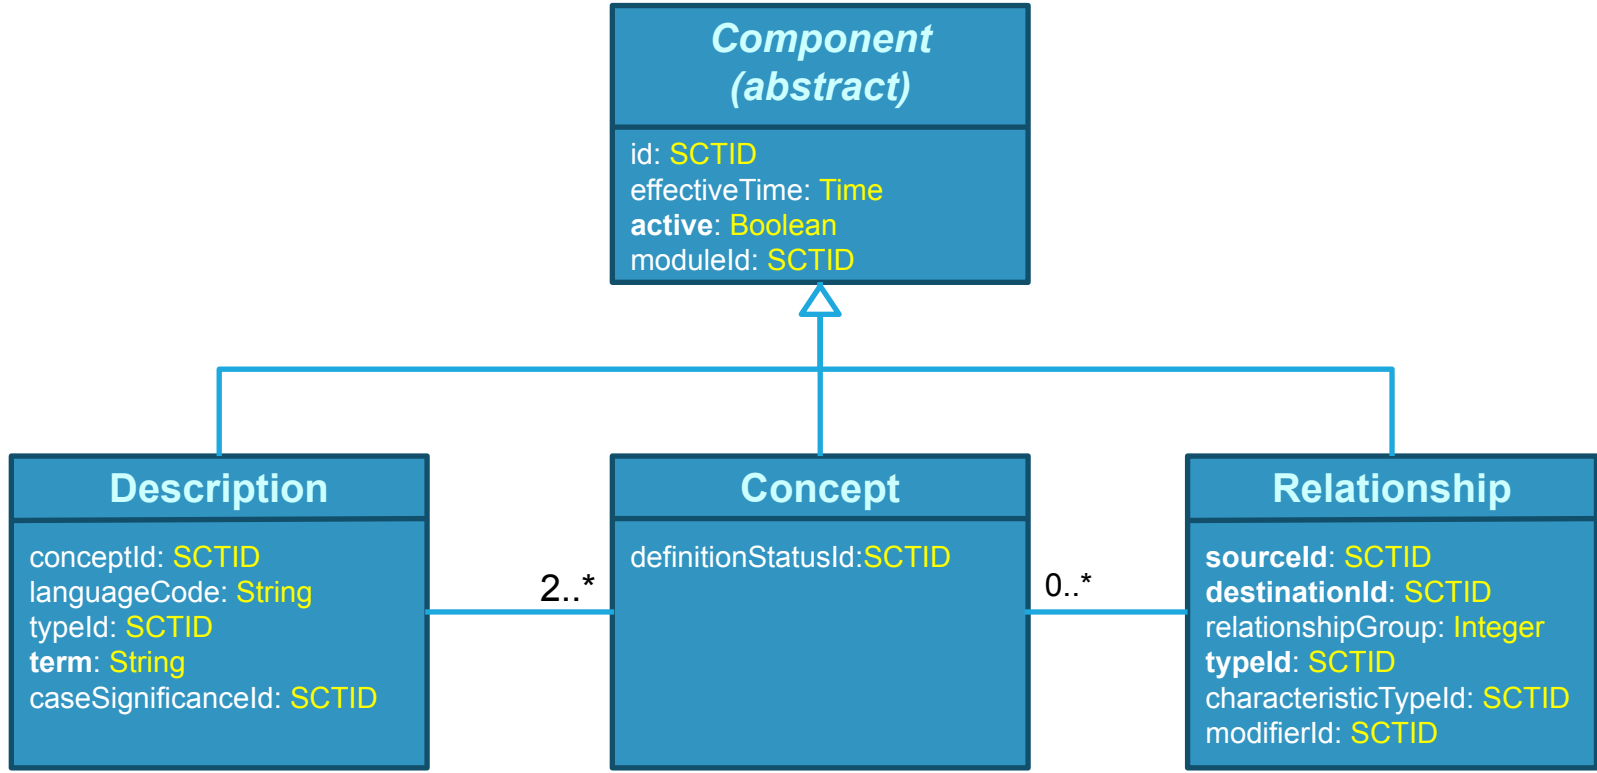 Component
(abstract)
id: SCTID
effectiveTime: Time
active: Boolean
moduleId: SCTID
Description
conceptId: SCTID
languageCode: String
typeId: SCTID
term: String
caseSignificanceId: SCTID
2..*
Concept
definitionStatusId:SCTID
0..*
Relationship
sourceId: SCTID
destinationId: SCTID
relationshipGroup: Integer
typeId: SCTID
characteristicTypeId: SCTID
modifierId: SCTID